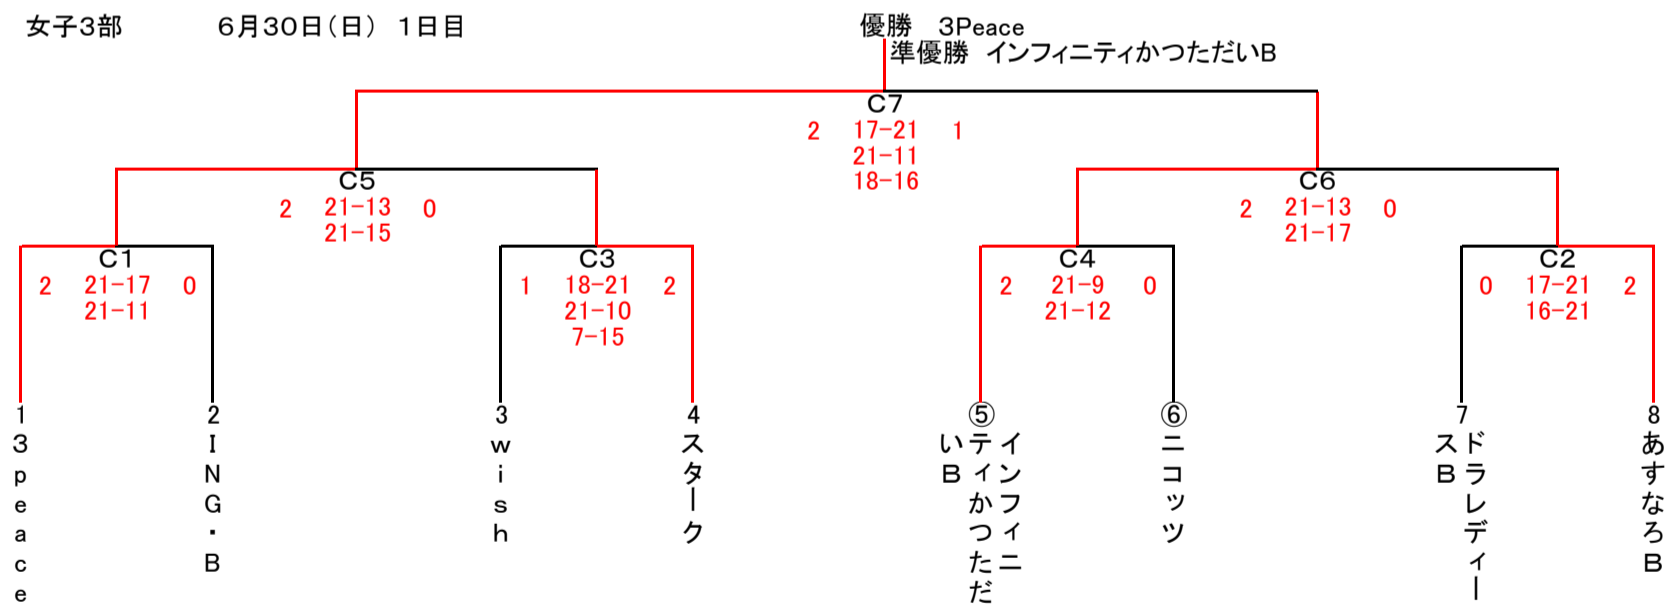 女子３部　６月３０日（日）　１日目
優勝　３Peace
準優勝　インフィニティかつただいB
C7
2 17-21 1
21-11
18-16
C5
2 21-13 0
21-15
C6
2 21-13 0
21-17
C1
2 21-17 0
21-11
C3
1 18-21 2
21-10
7-15
C4
2 21-9 0
21-12
C2
0 17-21 2
16-21
1
３peace
2
ING・B
3
wish
4
スターク
⑤
インフィニティかつただいB
⑥
ニコッツ
7
ドラレディースB
8
あすなろB